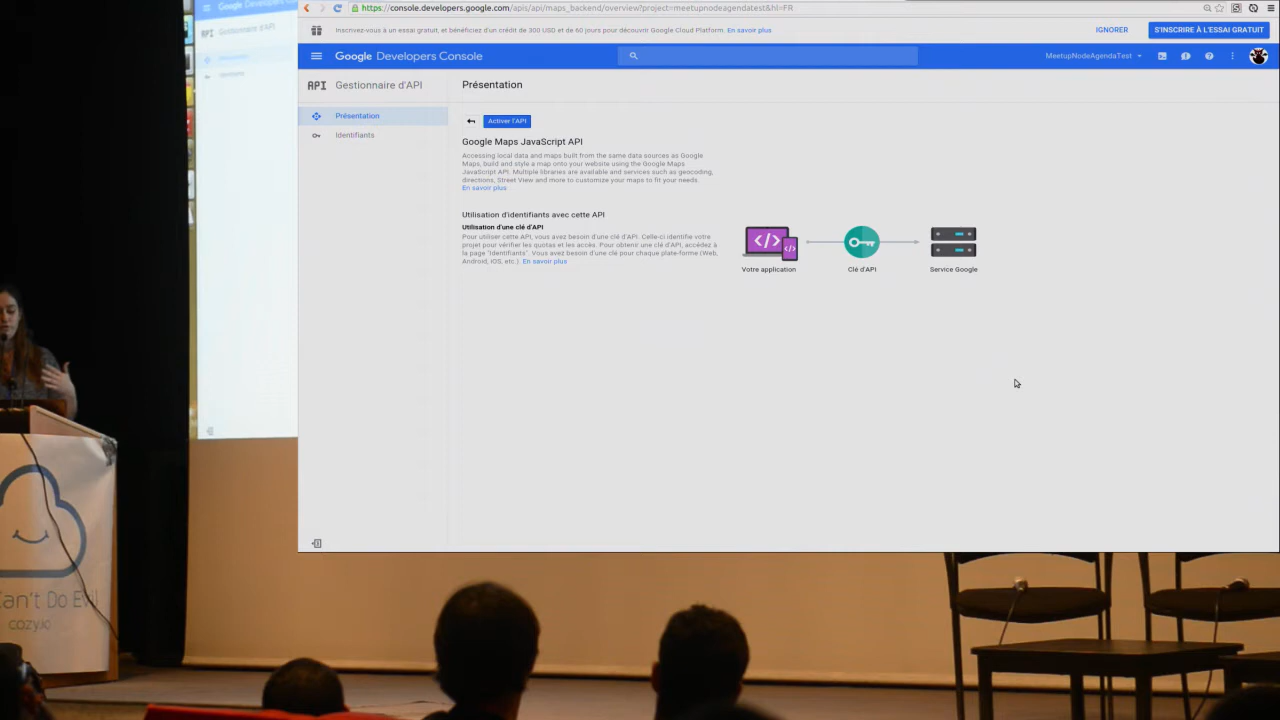 https://console.developers.google.com/apis/api/maps_backend/overview?project=meetupnodeagendatest&hl=FR
Inscrivez-vous à un essai gratuit, et bénéficiez d'un crédit de 300 USD et de 60 jours pour découvrir Google Cloud Platform. En savoir plus
IGNORER
S'INSCRIRE À L'ESSAI GRATUIT
Google Developers Console
MeetupNodeAgendaTest
API Gestionnaire d'API
Présentation
Présentation
Identifiants
Activer l'API
Google Maps JavaScript API
Accessing local data and maps built from the same data sources as Google
Maps, build and style a map onto your website using the Google Maps
JavaScript API. Multiple libraries are available and services such as geocoding,
directions, Street View and more to customize your maps to fit your needs.
En savoir plus
Utilisation d'identifiants avec cette API
Utilisation d'une clé d'API
Pour utiliser cette API, vous avez besoin d'une clé d'API. Celle-ci identifie votre
projet pour vérifier les quotas et les accès. Pour obtenir une clé d'API, accédez à
la page "Identifiants". Vous avez besoin d'une clé pour chaque plate-forme (Web,
Android, iOS, etc.). En savoir plus
</>
</>
Votre application
Clé d'API
Service Google
Google Developers Console
API Gestionnaire d'API
Can't Do Evil
cozy.io